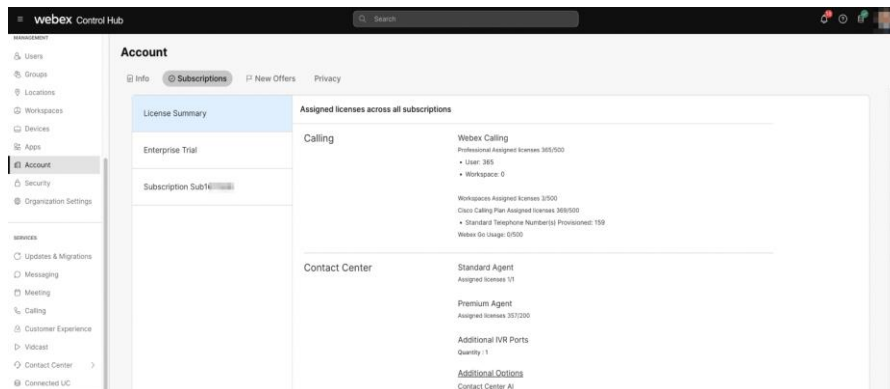 webex Control Hub
Search
MANAGEMENT
Users
Groups
Locations
Workspaces
Devices
Apps
Account
Security
Organization Settings
SERVICES
Updates & Migrations
Messaging
Meeting
Calling
Customer Experience
Vidcast
Contact Center
Connected UC
Account
Info
Subscriptions
New Offers
Privacy
License Summary
Enterprise Trial
Subscription Sub1
Assigned licenses across all subscriptions
Calling
Webex Calling
Professional Assigned licenses 365/500
• User: 365
• Workspace: 0
Workspaces Assigned licenses 3/500
Cisco Calling Plan Assigned licenses 369/500
• Standard Telephone Number(s) Provisioned: 159
Webex Go Usage: 0/500
Contact Center
Standard Agent
Assigned licenses 1/1
Premium Agent
Assigned licenses 357/200
Additional IVR Ports
Quantity : 1
Additional Options
Contact Center AI